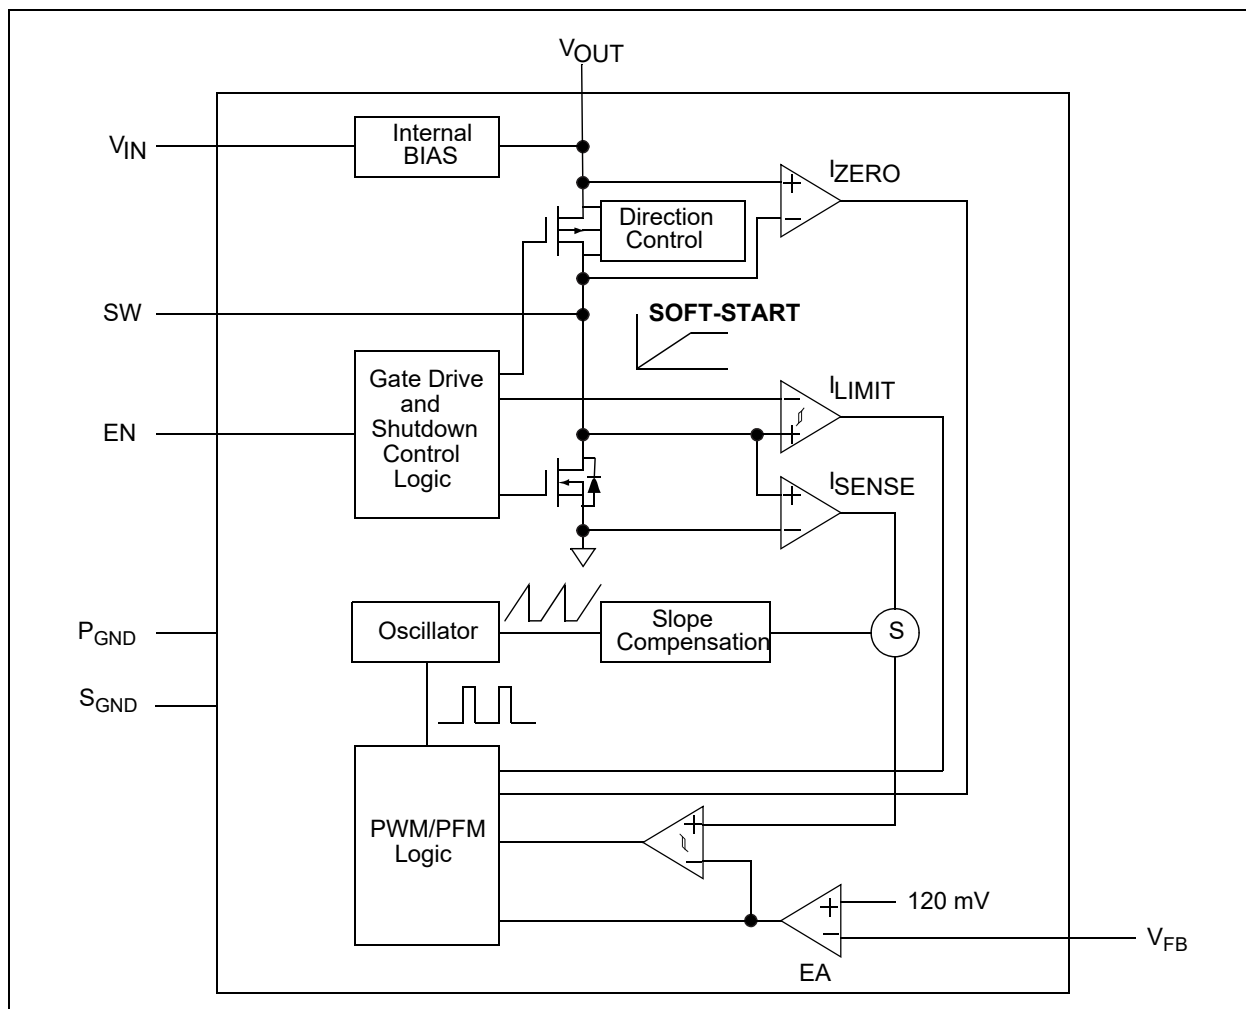 VOUT
VIN
Internal
BIAS
IZERO
+
−
Direction
Control
SW
SOFT-START
Gate Drive
and
Shutdown
Control
Logic
EN
ILIMIT
−
+
ISENSE
+
−
PGND
Oscillator
Slope
Compensation
S
SGND
PWM/PFM
Logic
+
−
+
−
120 mV
VFB
EA